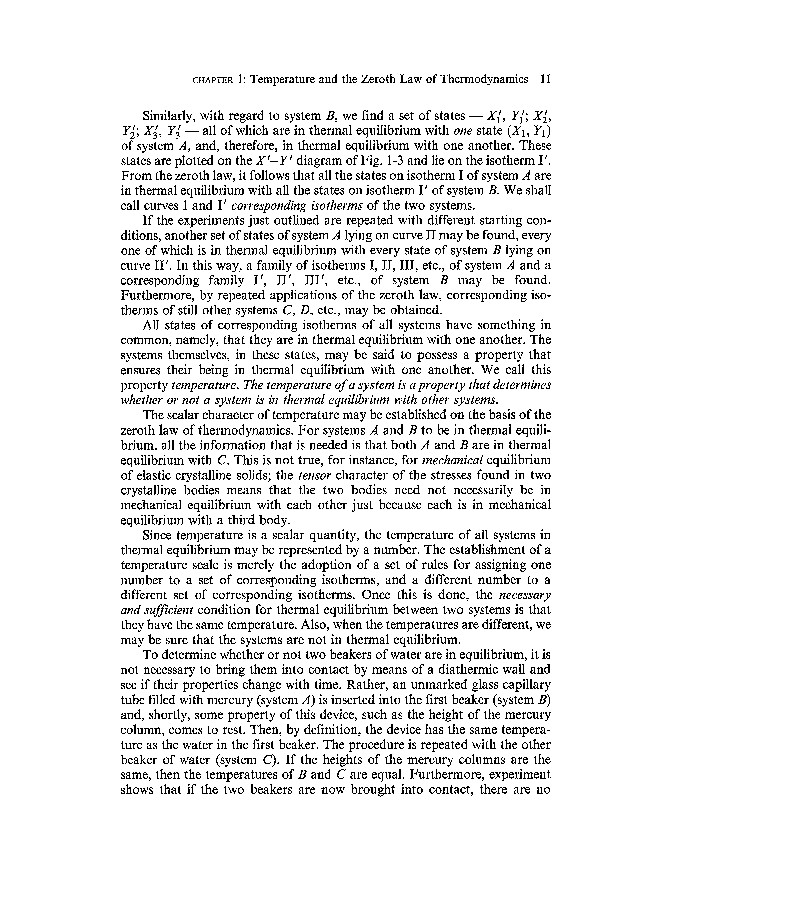 CHAPTER 1: Temperature and the Zeroth Law of Thermodynamics 11
Similarly, with regard to system B, we find a set of states — X′₁, Y′₁; X′₂,
Y′₂; X′₃, Y′₃ — all of which are in thermal equilibrium with one state (X₁, Y₁)
of system A, and, therefore, in thermal equilibrium with one another. These
states are plotted on the X′–Y′ diagram of Fig. 1-3 and lie on the isotherm I′.
From the zeroth law, it follows that all the states on isotherm I of system A are
in thermal equilibrium with all the states on isotherm I′ of system B. We shall
call curves I and I′ corresponding isotherms of the two systems.
If the experiments just outlined are repeated with different starting con-
ditions, another set of states of system A lying on curve II may be found, every
one of which is in thermal equilibrium with every state of system B lying on
curve II′. In this way, a family of isotherms I, II, III, etc., of system A and a
corresponding family I′, II′, III′, etc., of system B may be found.
Furthermore, by repeated applications of the zeroth law, corresponding iso-
therms of still other systems C, D, etc., may be obtained.
All states of corresponding isotherms of all systems have something in
common, namely, that they are in thermal equilibrium with one another. The
systems themselves, in these states, may be said to possess a property that
ensures their being in thermal equilibrium with one another. We call this
property temperature. The temperature of a system is a property that determines
whether or not a system is in thermal equilibrium with other systems.
The scalar character of temperature may be established on the basis of the
zeroth law of thermodynamics. For systems A and B to be in thermal equili-
brium, all the information that is needed is that both A and B are in thermal
equilibrium with C. This is not true, for instance, for mechanical equilibrium
of elastic crystalline solids; the tensor character of the stresses found in two
crystalline bodies means that the two bodies need not necessarily be in
mechanical equilibrium with each other just because each is in mechanical
equilibrium with a third body.
Since temperature is a scalar quantity, the temperature of all systems in
thermal equilibrium may be represented by a number. The establishment of a
temperature scale is merely the adoption of a set of rules for assigning one
number to a set of corresponding isotherms, and a different number to a
different set of corresponding isotherms. Once this is done, the necessary
and sufficient condition for thermal equilibrium between two systems is that
they have the same temperature. Also, when the temperatures are different, we
may be sure that the systems are not in thermal equilibrium.
To determine whether or not two beakers of water are in equilibrium, it is
not necessary to bring them into contact by means of a diathermic wall and
see if their properties change with time. Rather, an unmarked glass capillary
tube filled with mercury (system A) is inserted into the first beaker (system B)
and, shortly, some property of this device, such as the height of the mercury
column, comes to rest. Then, by definition, the device has the same tempera-
ture as the water in the first beaker. The procedure is repeated with the other
beaker of water (system C). If the heights of the mercury columns are the
same, then the temperatures of B and C are equal. Furthermore, experiment
shows that if the two beakers are now brought into contact, there are no